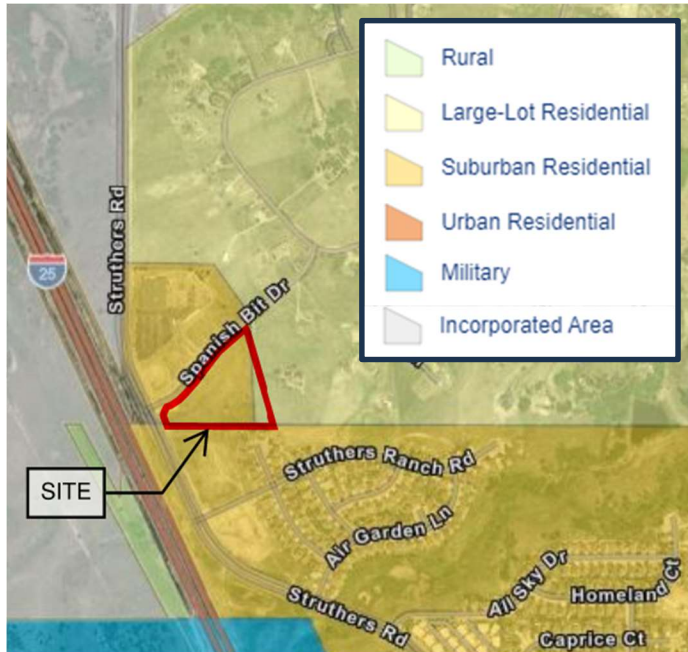 Rural
Large-Lot Residential
Suburban Residential
Urban Residential
Military
Incorporated Area
Struthers Rd
25
Spanish Bit Dr
SITE
Struthers Ranch Rd
Air Garden Ln
Struthers Rd
All Sky Dr
Homeland Ct
Caprice Ct